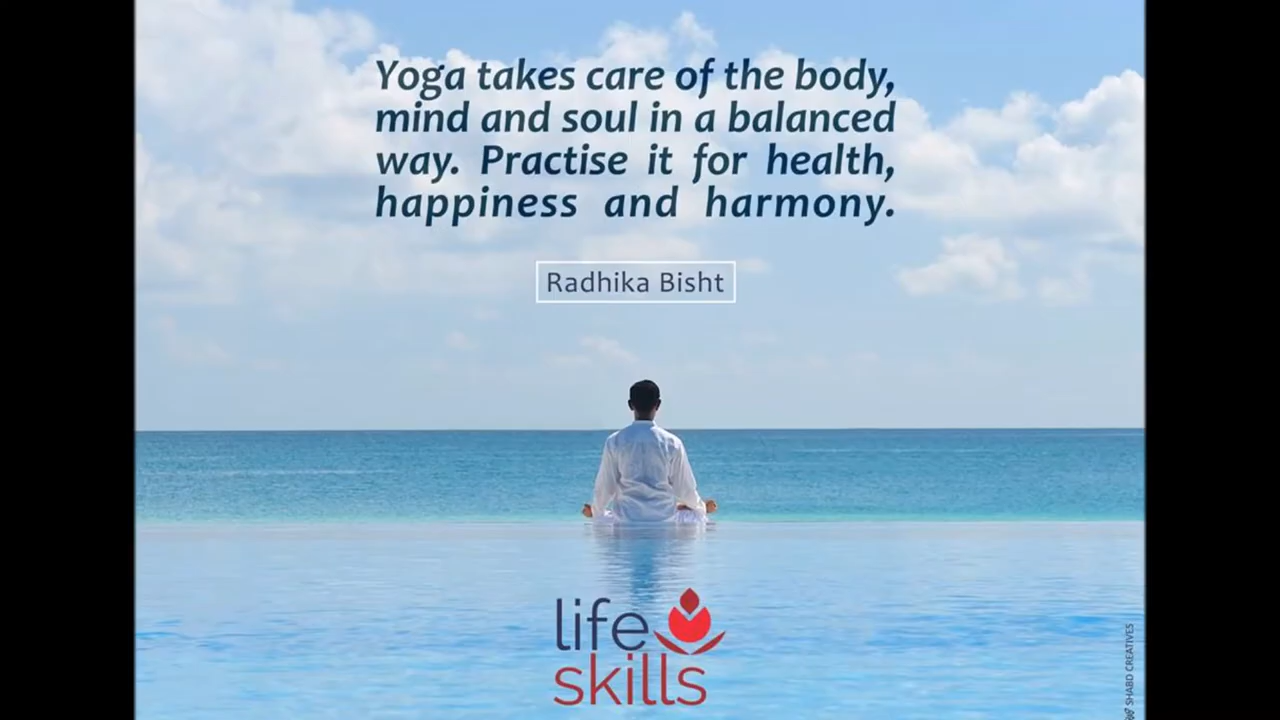 Yoga takes care of the body,
mind and soul in a balanced
way. Practise it for health,
happiness and harmony.
Radhika Bisht
life
skills
SHABD CREATIVES